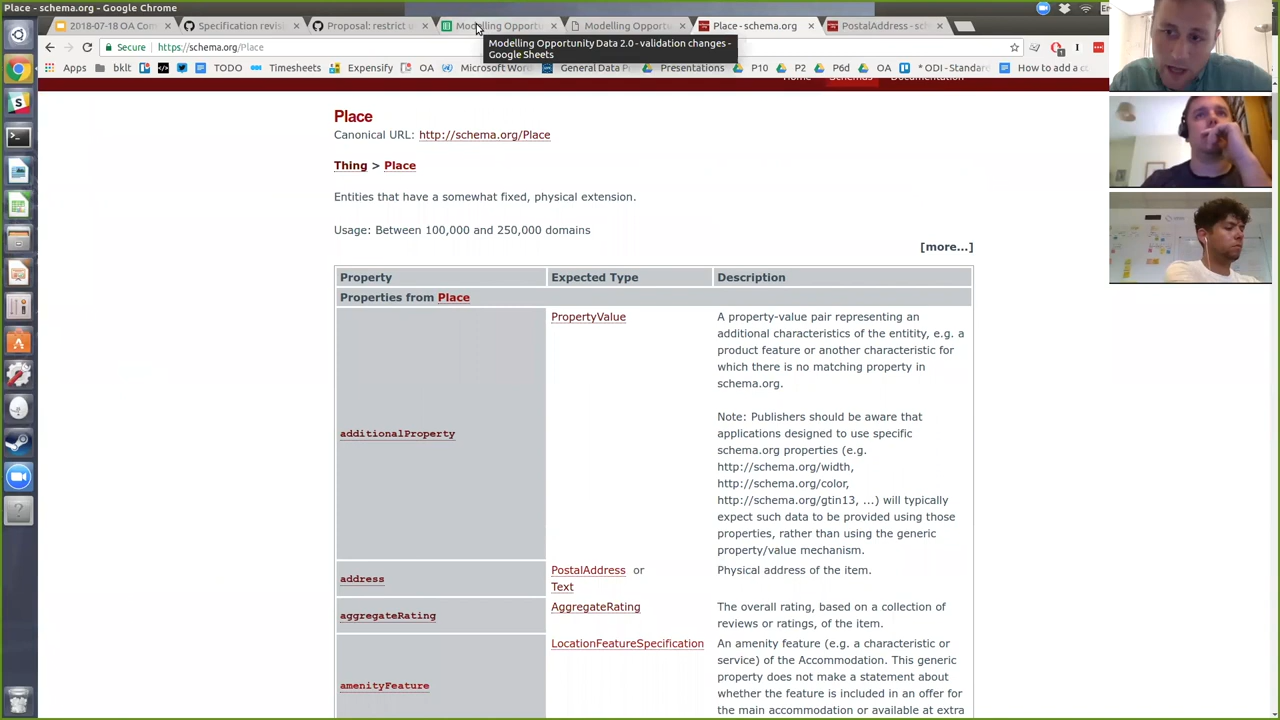 Place - schema.org - Google Chrome
2018-07-18 OA Com
Specification revis
Proposal: restrict u
Modelling Opportu
Modelling Opportu
Place - schema.org
PostalAddress - sch
Secure
https://schema.org/Place
Modelling Opportunity Data 2.0 - validation changes -
Google Sheets
Apps
bklt
TODO
Timesheets
Expensify
OA
Microsoft Word
General Data P
Presentations
P10
P2
P6d
OA
* ODI - Standard
How to add a c
Home
Schemas
Documentation
Place
Canonical URL: http://schema.org/Place
Thing > Place
Entities that have a somewhat fixed, physical extension.
Usage: Between 100,000 and 250,000 domains
[more...]
Property
Expected Type
Description
Properties from Place
additionalProperty
PropertyValue
A property-value pair representing an
additional characteristics of the entitity, e.g. a
product feature or another characteristic for
which there is no matching property in
schema.org.
Note: Publishers should be aware that
applications designed to use specific
schema.org properties (e.g.
http://schema.org/width,
http://schema.org/color,
http://schema.org/gtin13, ...) will typically
expect such data to be provided using those
properties, rather than using the generic
property/value mechanism.
address
PostalAddress or
Text
Physical address of the item.
aggregateRating
AggregateRating
The overall rating, based on a collection of
reviews or ratings, of the item.
amenityFeature
LocationFeatureSpecification
An amenity feature (e.g. a characteristic or
service) of the Accommodation. This generic
property does not make a statement about
whether the feature is included in an offer for
the main accommodation or available at extra